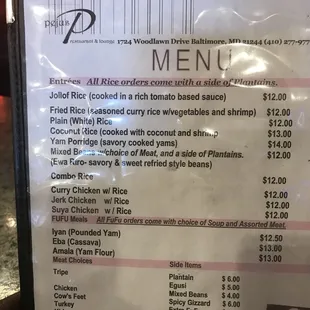 pejus
P
restaurant & lounge
1724 Woodlawn Drive Baltimore, MD 21244 (410) 277-977
MENU
Entrées All Rice orders come with a side of Plantains.
Jollof Rice (cooked in a rich tomato based sauce) $12.00
Fried Rice (seasoned curry rice w/vegetables and shrimp) $12.00
Plain (White) Rice $12.00
Coconut Rice (cooked with coconut and shrimp $13.00
Yam Porridge (savory cooked yams) $14.00
Mixed Beans w/choice of Meat, and a side of Plantains. $12.00
(Ewa Riro- savory & sweet refried style beans)
Combo Rice $12.00
Curry Chicken w/ Rice $12.00
Jerk Chicken w/ Rice $12.00
Suya Chicken w/ Rice $12.00
FUFU Meals All FuFu orders come with choice of Soup and Assorted Meat.
Iyan (Pounded Yam) $12.50
Eba (Cassava) $13.00
Amala (Yam Flour) $13.00
Meat Choices Side Items
Tripe Plantain $ 6.00
Chicken Egusi $ 5.00
Cow's Feet Mixed Beans $ 4.00
Turkey Spicy Gizzard $ 6.00